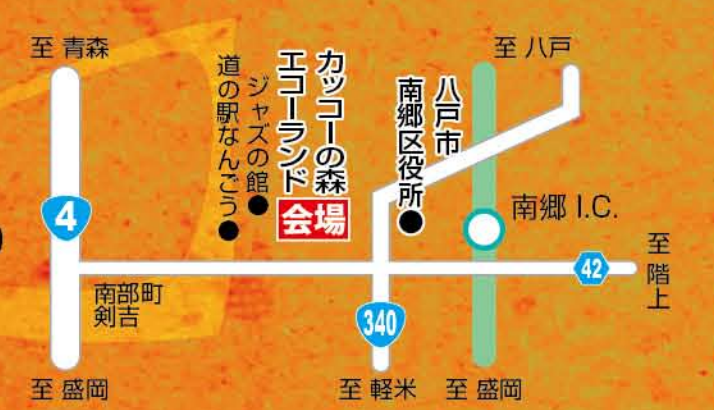 至 青森
至 八戸
カッコーの森
エコーランド
会場
ジャズの館
道の駅なんごう
八戸市
南郷区役所
4
南郷 I.C.
至 階上
42
南部町
剣吉
340
至 盛岡
至 軽米
至 盛岡